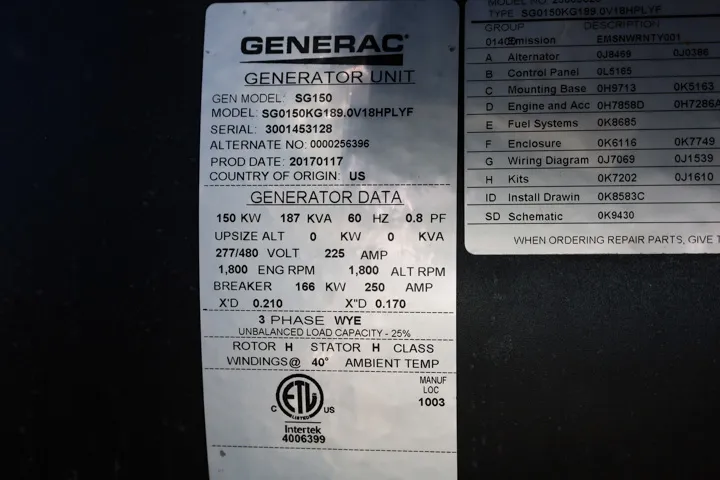 GENERAC
GENERATOR UNIT
GEN MODEL: SG150
MODEL: SG0150KG189.0V18HPLYF
SERIAL: 3001453128
ALTERNATE NO: 0000256396
PROD DATE: 20170117
COUNTRY OF ORIGIN: US
GENERATOR DATA
150 KW 187 KVA 60 HZ 0.8 PF
UPSIZE ALT 0 KW 0 KVA
277/480 VOLT 225 AMP
1,800 ENG RPM 1,800 ALT RPM
BREAKER 166 KW 250 AMP
X'D 0.210 X"D 0.170
3 PHASE WYE
UNBALANCED LOAD CAPACITY - 25%
ROTOR H STATOR H CLASS
WINDINGS@ 40° AMBIENT TEMP
MANUF
LOC
1003
C ETL US
LISTED
Intertek
4006399
TYPE SG0150KG189.0V18HPLYF
GROUP DESCRIPTION
Emission EMSNWRNTY001
A Alternator 0J8469 0J0386
B Control Panel 0L5165
C Mounting Base 0H9713 0K5163
D Engine and Acc 0H7858D 0H7286A
E Fuel Systems 0K8685
F Enclosure 0K6116 0K7749
G Wiring Diagram 0J7069 0J1539
H Kits 0K7202 0J1610
ID Install Drawin 0K8583C
SD Schematic 0K9430
WHEN ORDERING REPAIR PARTS, GIVE